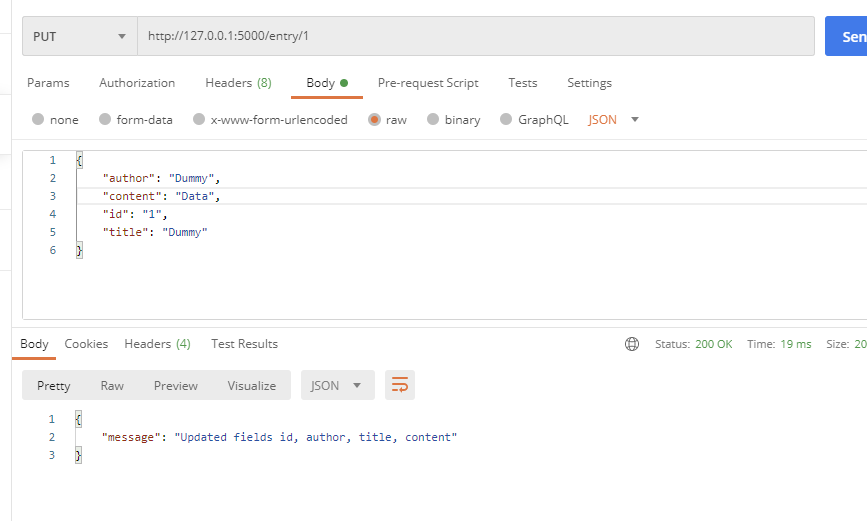 PUT http://127.0.0.1:5000/entry/1 Sen
Params Authorization Headers (8) Body Pre-request Script Tests Settings
none form-data x-www-form-urlencoded raw binary GraphQL JSON
1 {
2 "author": "Dummy",
3 "content": "Data",
4 "id": "1",
5 "title": "Dummy"
6 }
Body Cookies Headers (4) Test Results Status: 200 OK Time: 19 ms Size: 20
Pretty Raw Preview Visualize JSON
1 {
2 "message": "Updated fields id, author, title, content"
3 }